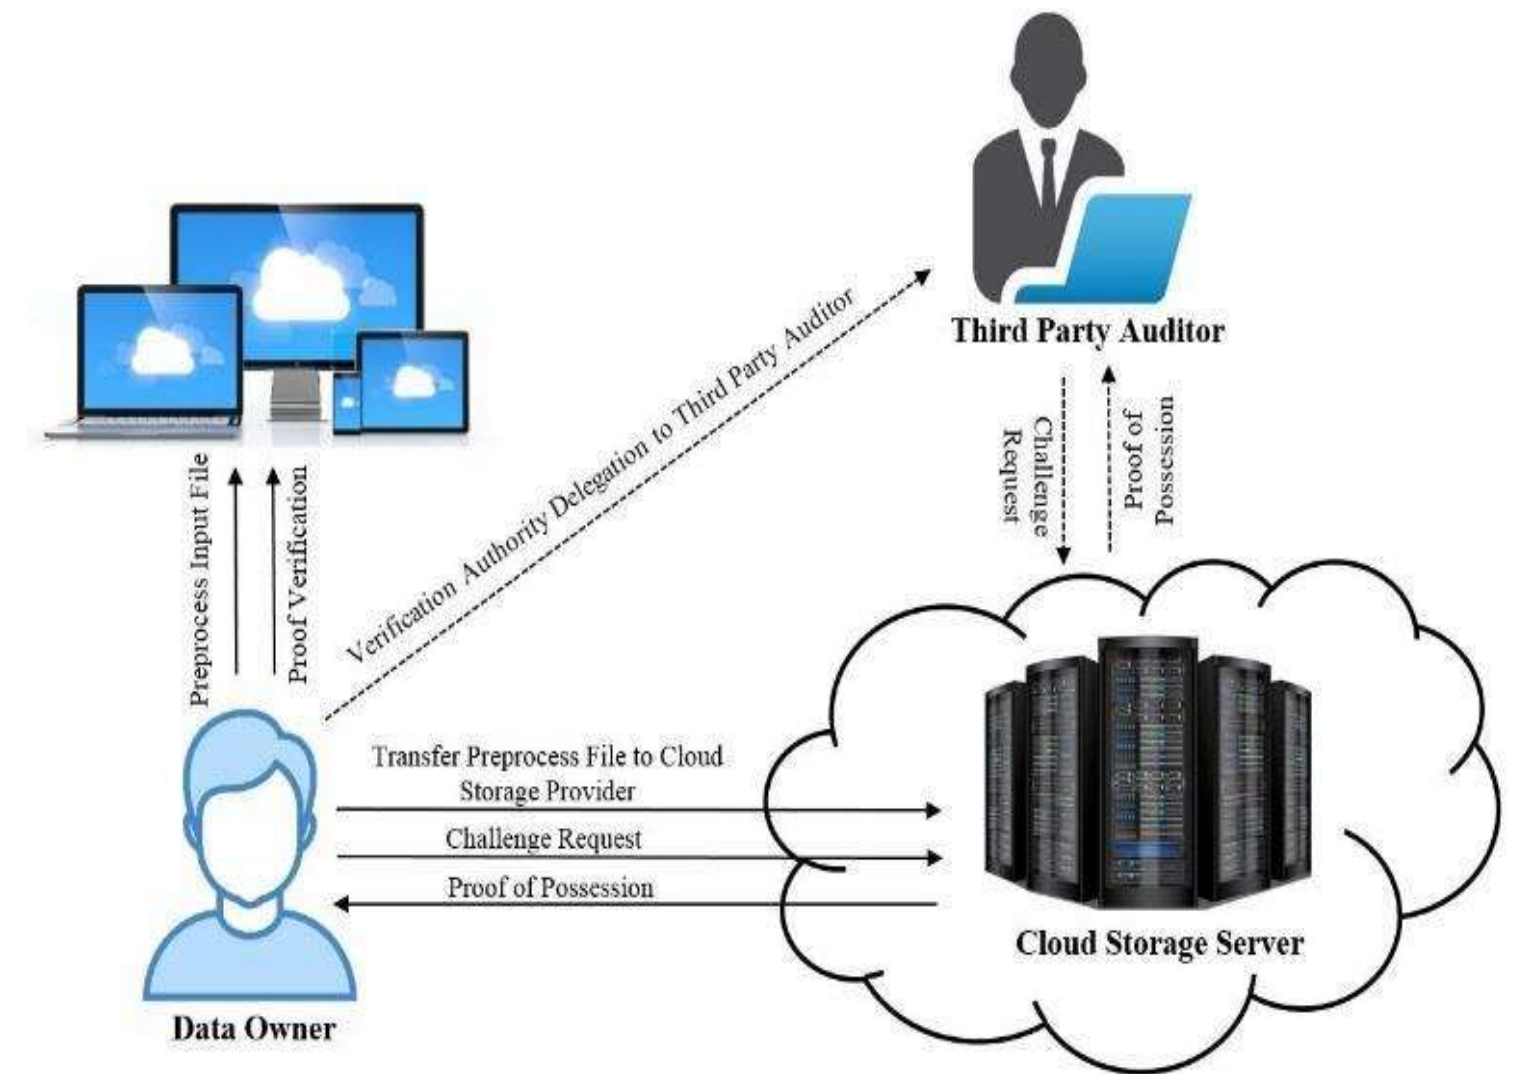 Third Party Auditor
Verification Authority Delegation to Third Party Auditor
Challenge
Request
Proof of
Possession
Preprocess Input File
Proof Verification
Transfer Preprocess File to Cloud
Storage Provider
Challenge Request
Proof of Possession
Cloud Storage Server
Data Owner